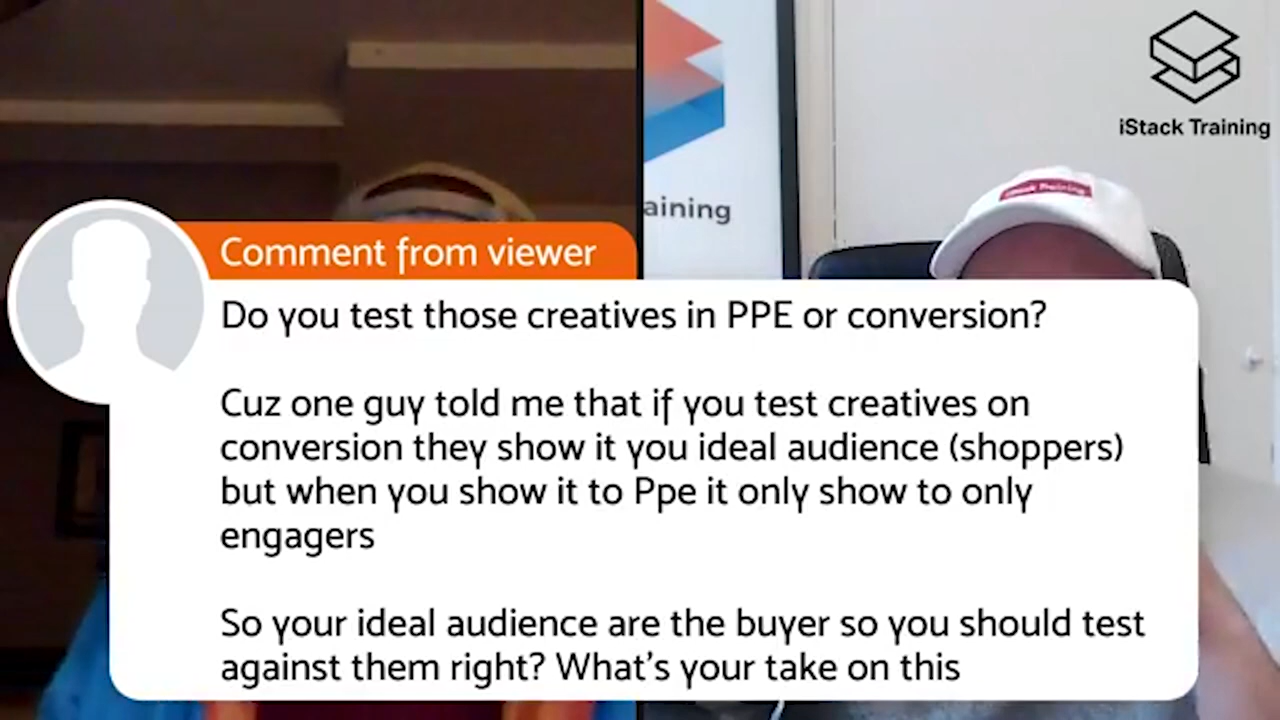 iStack Training
aining
iStack Training
Comment from viewer
Do you test those creatives in PPE or conversion?
Cuz one guy told me that if you test creatives on
conversion they show it you ideal audience (shoppers)
but when you show it to Ppe it only show to only
engagers
So your ideal audience are the buyer so you should test
against them right? What's your take on this